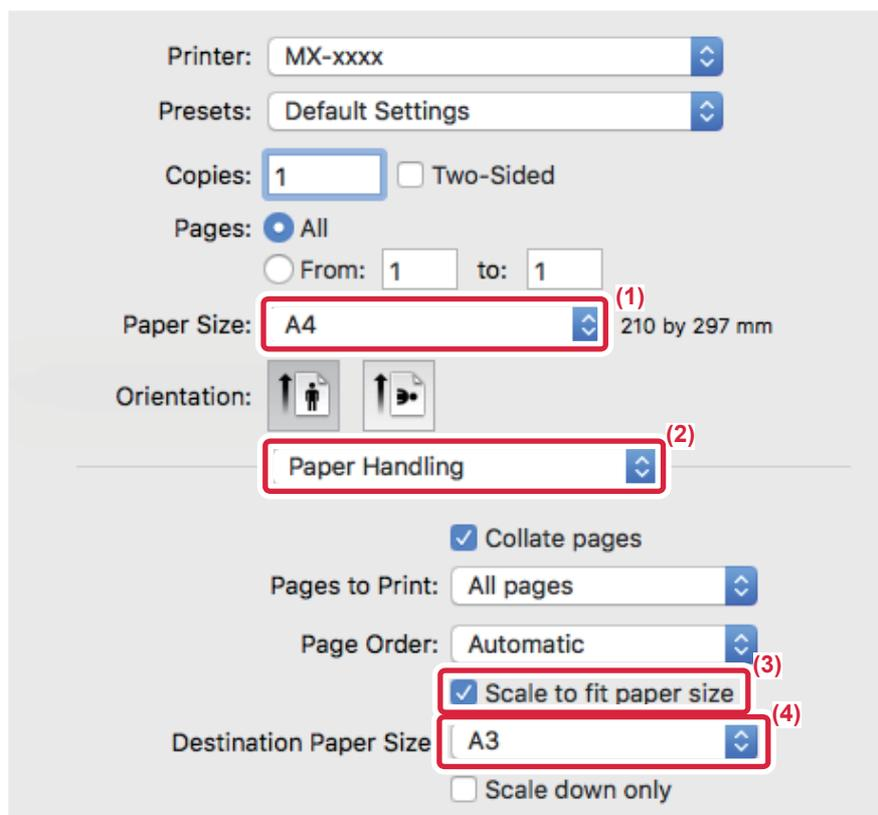 Printer: MX-xxxx
Presets: Default Settings
Copies: 1 Two-Sided
Pages: All
From: 1 to: 1
(1)
Paper Size: A4 210 by 297 mm
Orientation:
(2)
Paper Handling
Collate pages
Pages to Print: All pages
Page Order: Automatic
(3)
Scale to fit paper size
(4)
Destination Paper Size A3
Scale down only